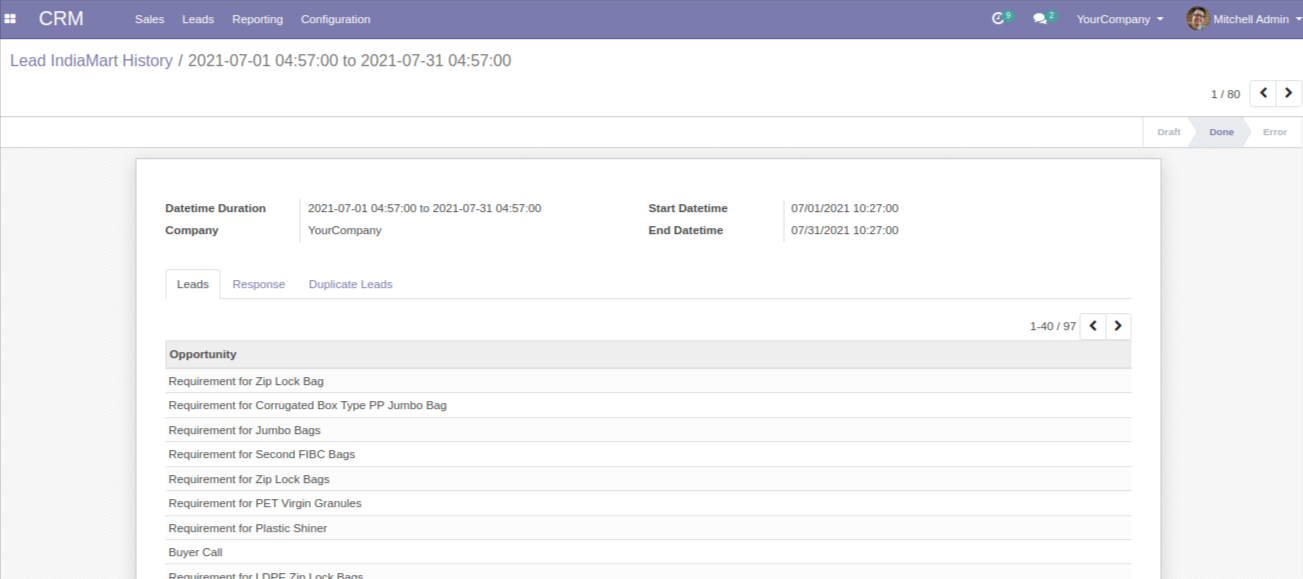 CRM Sales Leads Reporting Configuration 9 2 YourCompany Mitchell Admin
Lead IndiaMart History / 2021-07-01 04:57:00 to 2021-07-31 04:57:00
1 / 80
Draft Done Error
Datetime Duration 2021-07-01 04:57:00 to 2021-07-31 04:57:00 Start Datetime 07/01/2021 10:27:00
Company YourCompany End Datetime 07/31/2021 10:27:00
Leads Response Duplicate Leads
1-40 / 97
Opportunity
Requirement for Zip Lock Bag
Requirement for Corrugated Box Type PP Jumbo Bag
Requirement for Jumbo Bags
Requirement for Second FIBC Bags
Requirement for Zip Lock Bags
Requirement for PET Virgin Granules
Requirement for Plastic Shiner
Buyer Call
Requirement for LDPE Zip Lock Bags